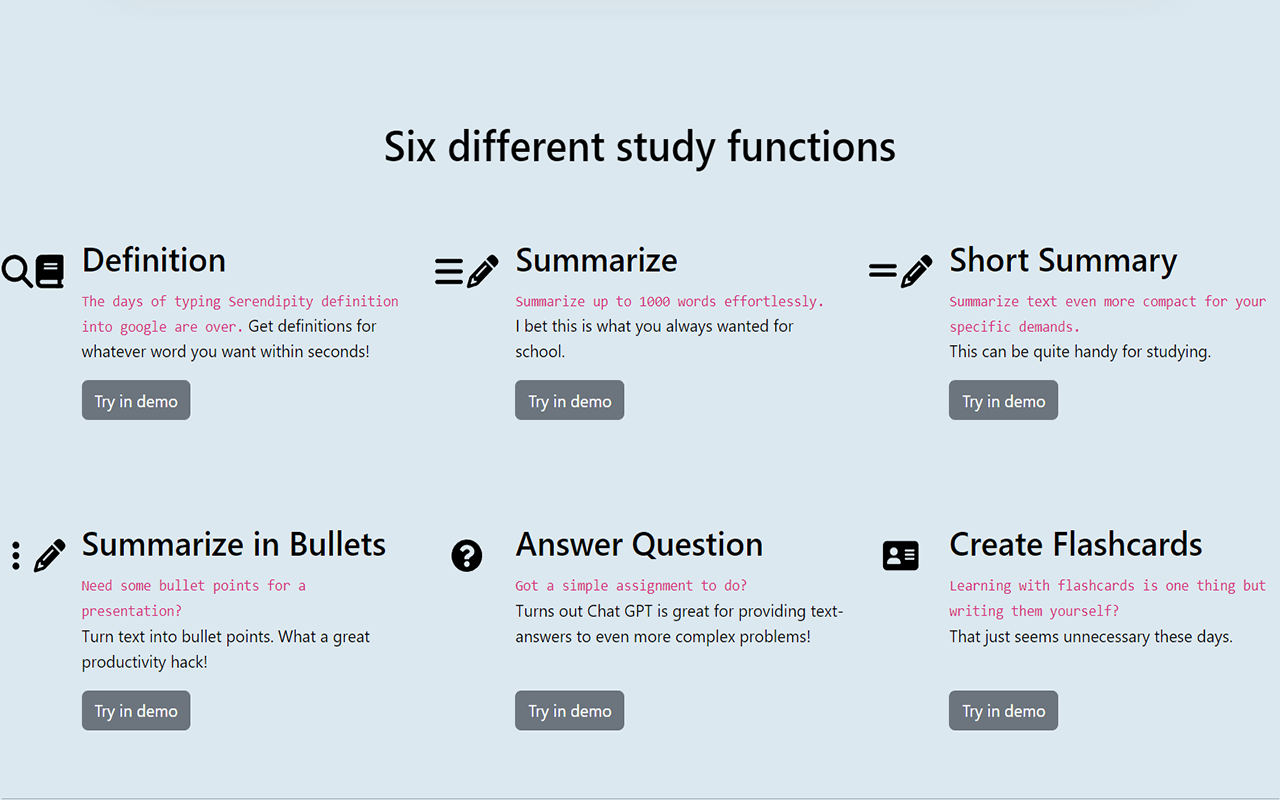 Six different study functions
Definition
The days of typing Serendipity definition
into google are over. Get definitions for
whatever word you want within seconds!
Try in demo
Summarize
Summarize up to 1000 words effortlessly.
I bet this is what you always wanted for
school.
Try in demo
Short Summary
Summarize text even more compact for your
specific demands.
This can be quite handy for studying.
Try in demo
Summarize in Bullets
Need some bullet points for a
presentation?
Turn text into bullet points. What a great
productivity hack!
Try in demo
Answer Question
Got a simple assignment to do?
Turns out Chat GPT is great for providing text-
answers to even more complex problems!
Try in demo
Create Flashcards
Learning with flashcards is one thing but
writing them yourself?
That just seems unnecessary these days.
Try in demo